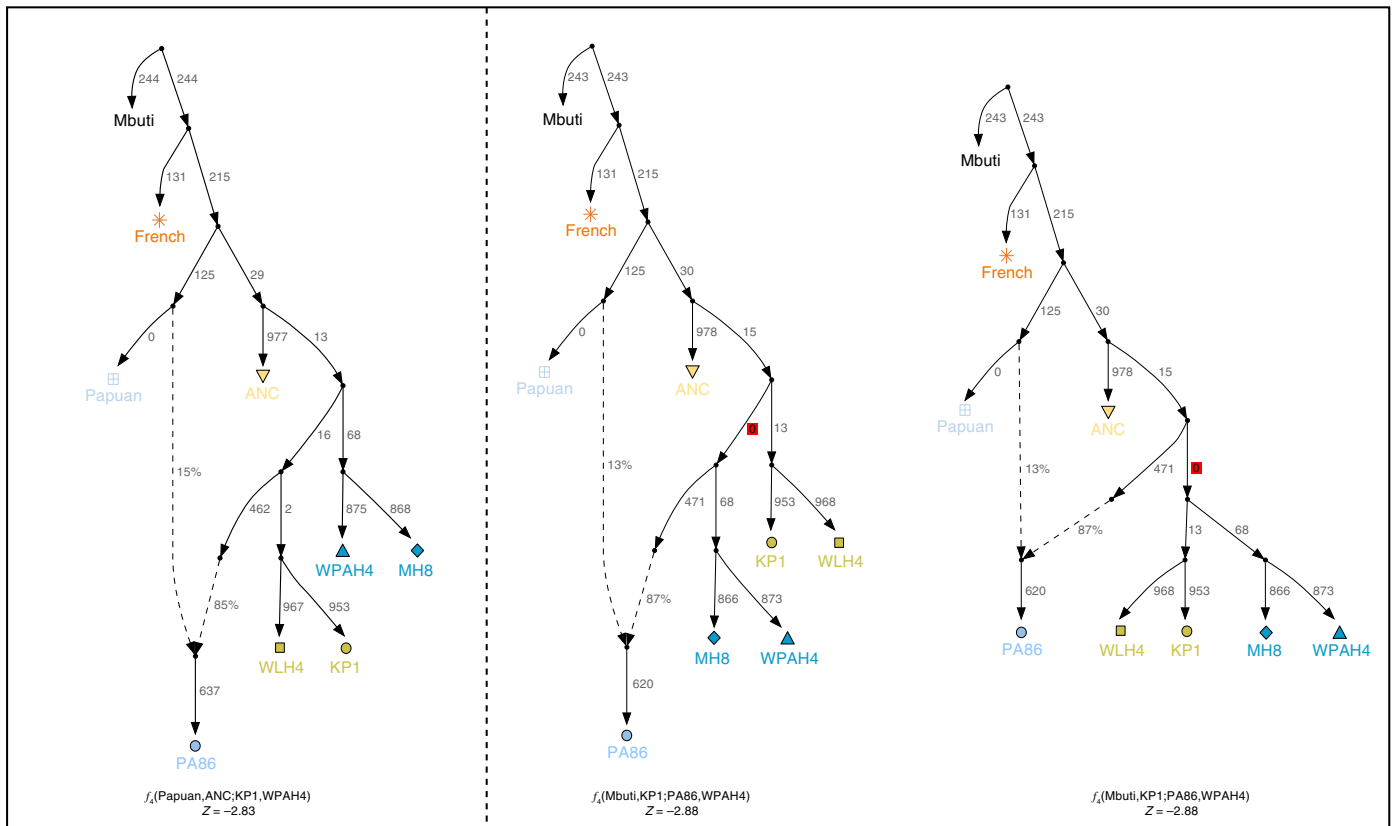 244 244
Mbuti
131 215
French
125 29
0 977 13
Papuan ANC
16 68
15% 462 2 875 868
WPAH4 MH8
85% 967 953
WLH4 KP1
637
PA86
f4(Papuan,ANC;KP1,WPAH4)
Z = –2.83
243 243
Mbuti
131 215
French
125 30
0 978 15
Papuan ANC
0 13
13% 471 68 953 968
KP1 WLH4
87% 866 873
MH8 WPAH4
620
PA86
f4(Mbuti,KP1;PA86,WPAH4)
Z = –2.88
243 243
Mbuti
131 215
French
125 30
0 978 15
Papuan ANC
13% 471 0
87% 13 68
620 968 953 866 873
PA86 WLH4 KP1 MH8 WPAH4
f4(Mbuti,KP1;PA86,WPAH4)
Z = –2.88